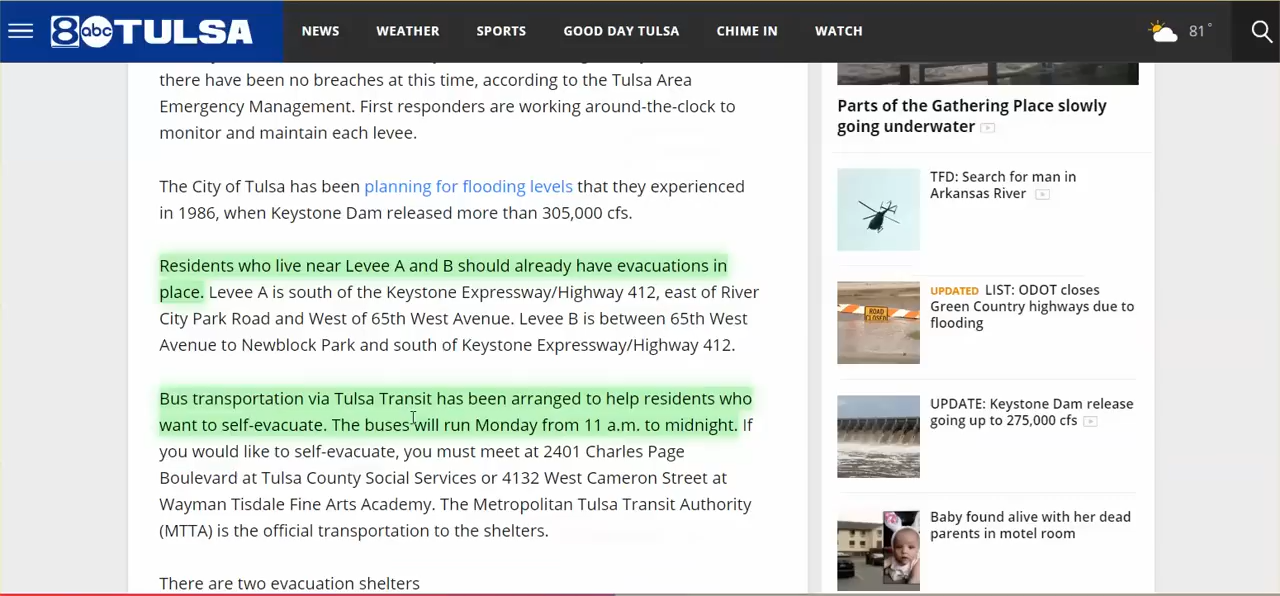 8 abc TULSA
NEWS WEATHER SPORTS GOOD DAY TULSA CHIME IN WATCH 81°
there have been no breaches at this time, according to the Tulsa Area
Emergency Management. First responders are working around-the-clock to
monitor and maintain each levee.
The City of Tulsa has been planning for flooding levels that they experienced
in 1986, when Keystone Dam released more than 305,000 cfs.
Residents who live near Levee A and B should already have evacuations in
place. Levee A is south of the Keystone Expressway/Highway 412, east of River
City Park Road and West of 65th West Avenue. Levee B is between 65th West
Avenue to Newblock Park and south of Keystone Expressway/Highway 412.
Bus transportation via Tulsa Transit has been arranged to help residents who
want to self-evacuate. The buses will run Monday from 11 a.m. to midnight. If
you would like to self-evacuate, you must meet at 2401 Charles Page
Boulevard at Tulsa County Social Services or 4132 West Cameron Street at
Wayman Tisdale Fine Arts Academy. The Metropolitan Tulsa Transit Authority
(MTTA) is the official transportation to the shelters.
There are two evacuation shelters
Parts of the Gathering Place slowly
going underwater
TFD: Search for man in
Arkansas River
UPDATED LIST: ODOT closes
Green Country highways due to
flooding
ROAD
CLOSED
UPDATE: Keystone Dam release
going up to 275,000 cfs
Baby found alive with her dead
parents in motel room